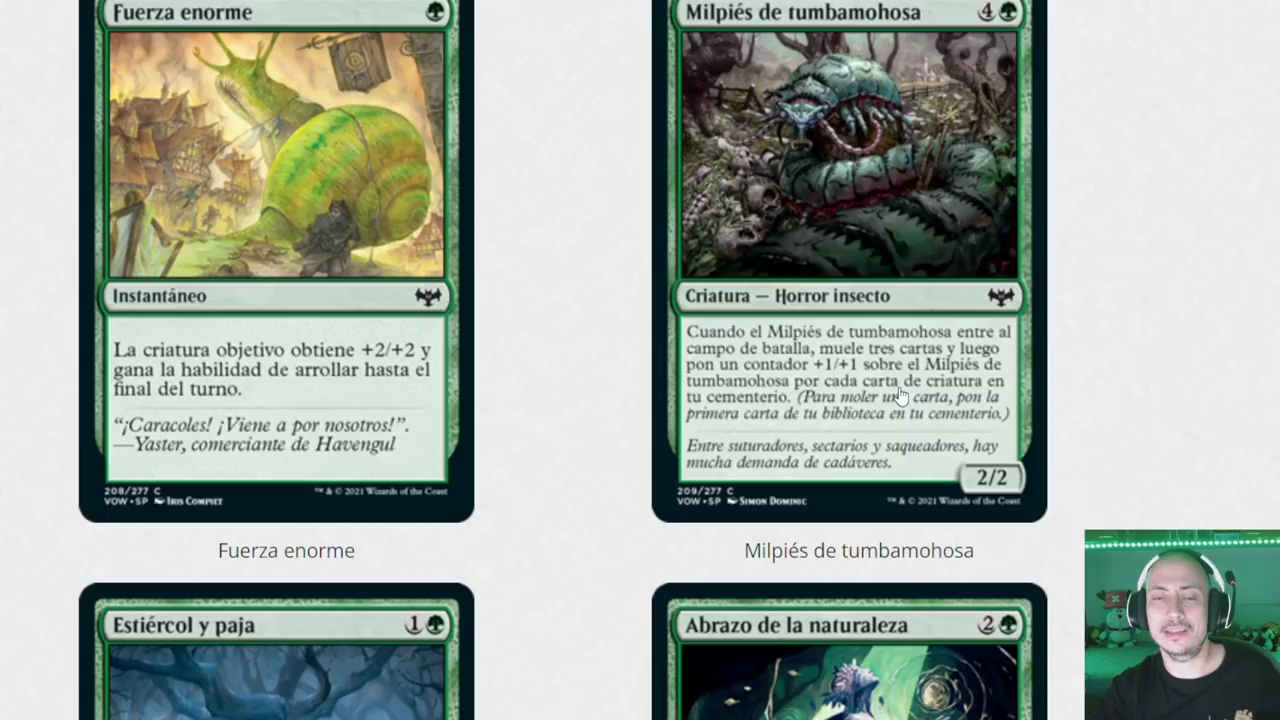 Fuerza enorme
Instantáneo
La criatura objetivo obtiene +2/+2 y
gana la habilidad de arrollar hasta el
final del turno.
“¡Caracoles! ¡Viene a por nosotros!”.
—Yaster, comerciante de Havengul
208/277 C
VOW • SP Iris Compiet
™ & © 2021 Wizards of the Coast
Fuerza enorme
Milpiés de tumbamohosa 4
Criatura — Horror insecto
Cuando el Milpiés de tumbamohosa entre al
campo de batalla, muele tres cartas y luego
pon un contador +1/+1 sobre el Milpiés de
tumbamohosa por cada carta de criatura en
tu cementerio. (Para moler una carta, pon la
primera carta de tu biblioteca en tu cementerio.)
Entre suturadores, sectarios y saqueadores, hay
mucha demanda de cadáveres.
2/2
209/277 C
VOW • SP Simon Dominic
™ & © 2021 Wizards of the Coast
Milpiés de tumbamohosa
Estiércol y paja 1
Abrazo de la naturaleza 2